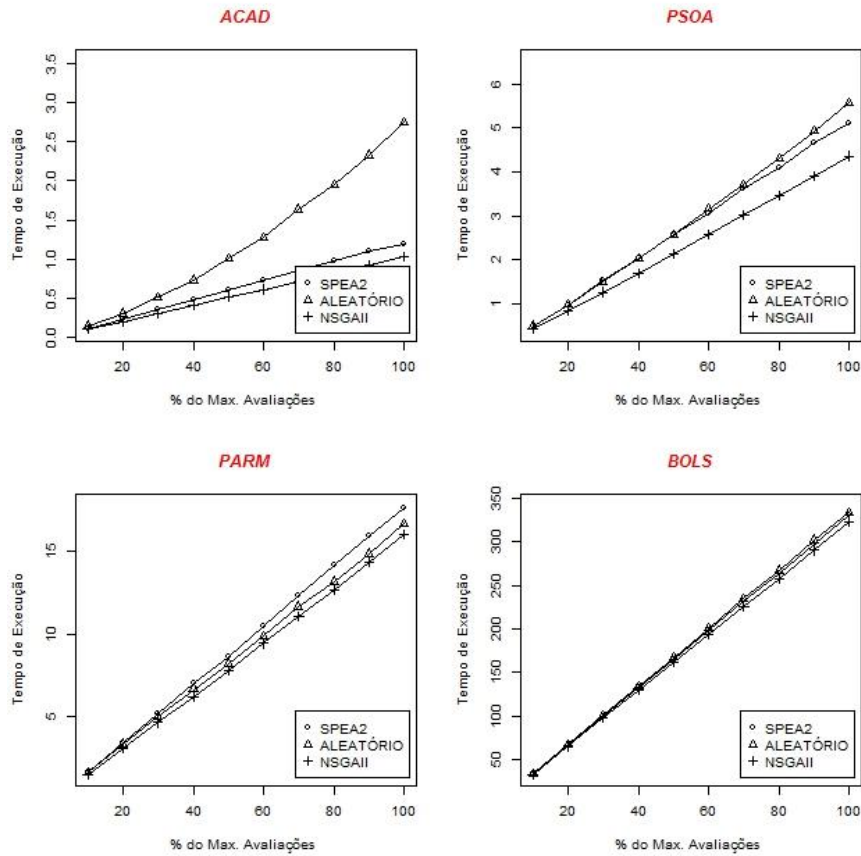 ACAD
Tempo de Execução
3.5
3.0
2.5
2.0
1.5
1.0
0.5
0.0
SPEA2
ALEATÓRIO
NSGAII
20 40 60 80 100
% do Max. Avaliações
PSOA
Tempo de Execução
6
5
4
3
2
1
SPEA2
ALEATÓRIO
NSGAII
20 40 60 80 100
% do Max. Avaliações
PARM
Tempo de Execução
15
10
5
SPEA2
ALEATÓRIO
NSGAII
20 40 60 80 100
% do Max. Avaliações
BOLS
Tempo de Execução
350
300
250
200
150
100
50
SPEA2
ALEATÓRIO
NSGAII
20 40 60 80 100
% do Max. Avaliações